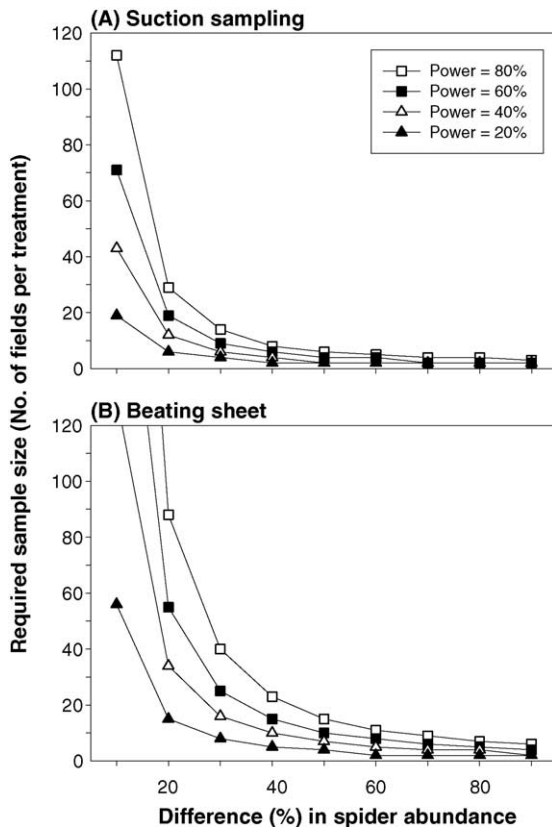 (A) Suction sampling
120
100
80
60
40
20
0
Power = 80%
Power = 60%
Power = 40%
Power = 20%
Required sample size (No. of fields per treatment)
(B) Beating sheet
120
100
80
60
40
20
0
20 40 60 80
Difference (%) in spider abundance